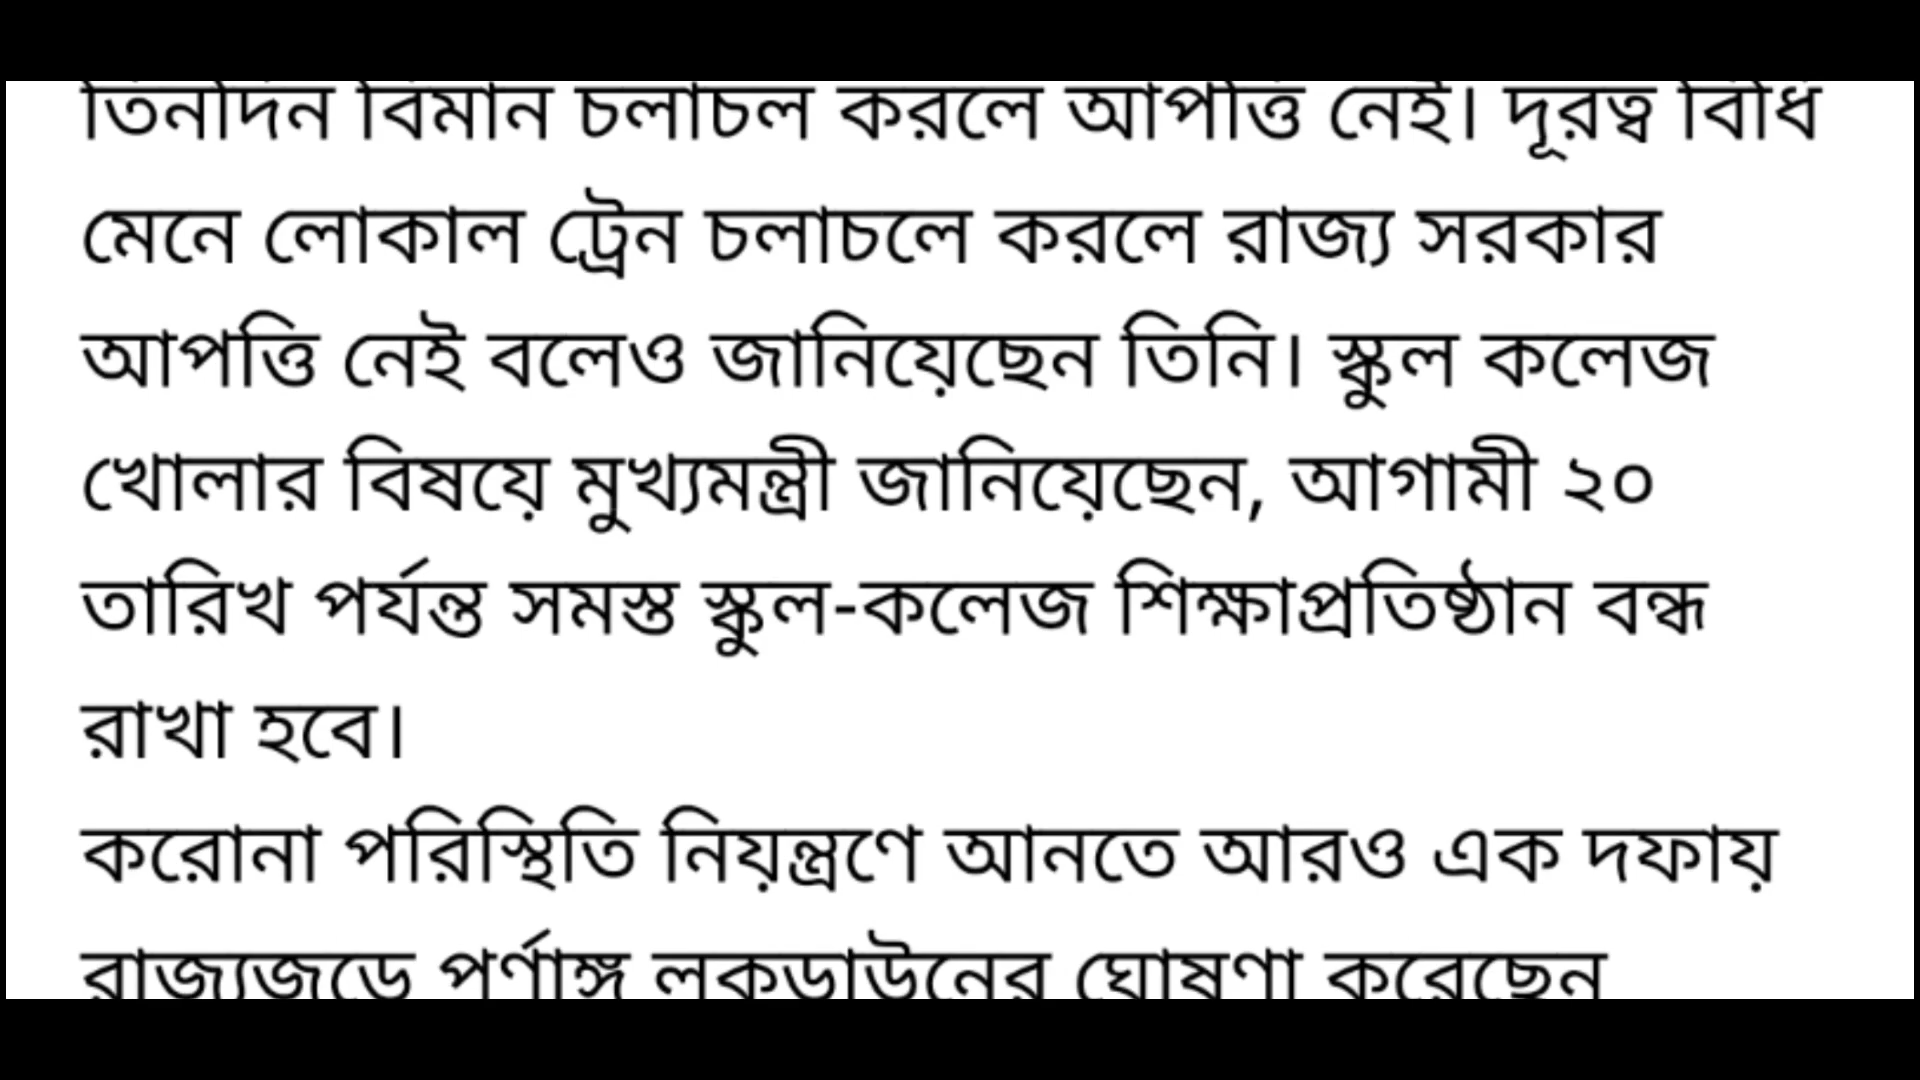 তিনদিন বিমান চলাচল করলে আপত্তি নেই। দূরত্ব বিধি
মেনে লোকাল ট্রেন চলাচলে করলে রাজ্য সরকার
আপত্তি নেই বলেও জানিয়েছেন তিনি। স্কুল কলেজ
খোলার বিষয়ে মুখ্যমন্ত্রী জানিয়েছেন, আগামী ২০
তারিখ পর্যন্ত সমস্ত স্কুল-কলেজ শিক্ষাপ্রতিষ্ঠান বন্ধ
রাখা হবে।
করোনা পরিস্থিতি নিয়ন্ত্রণে আনতে আরও এক দফায়
রাজ্যজুড়ে পূর্ণাঙ্গ লকডাউনের ঘোষণা করেছেন